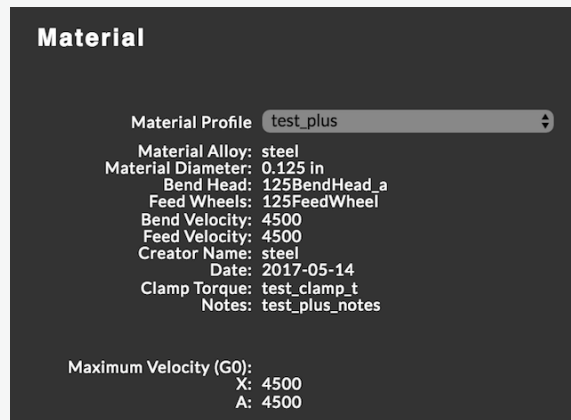 Material
Material Profile test_plus
Material Alloy: steel
Material Diameter: 0.125 in
Bend Head: 125BendHead_a
Feed Wheels: 125FeedWheel
Bend Velocity: 4500
Feed Velocity: 4500
Creator Name: steel
Date: 2017-05-14
Clamp Torque: test_clamp_t
Notes: test_plus_notes
Maximum Velocity (G0):
X: 4500
A: 4500